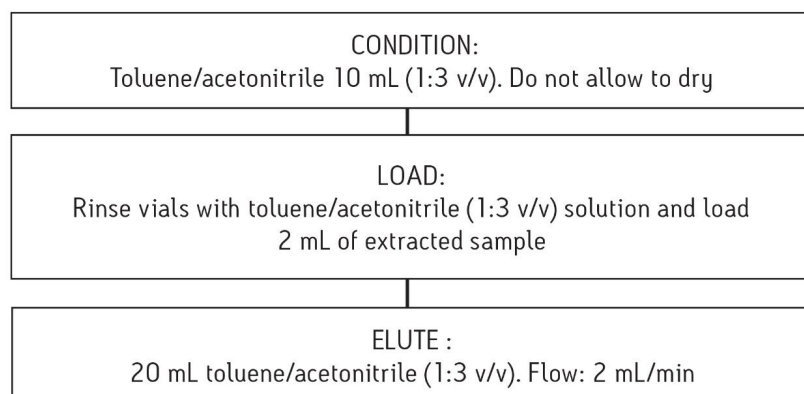 CONDITION:
Toluene/acetonitrile 10 mL (1:3 v/v). Do not allow to dry
LOAD:
Rinse vials with toluene/acetonitrile (1:3 v/v) solution and load
2 mL of extracted sample
ELUTE :
20 mL toluene/acetonitrile (1:3 v/v). Flow: 2 mL/min